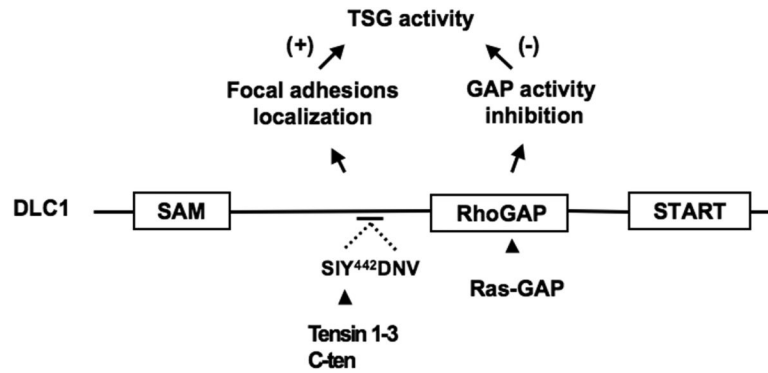 TSG activity
(+)
(-)
Focal adhesions
localization
GAP activity
inhibition
DLC1
SAM
RhoGAP
START
SIY⁴⁴²DNV
Ras-GAP
Tensin 1-3
C-ten